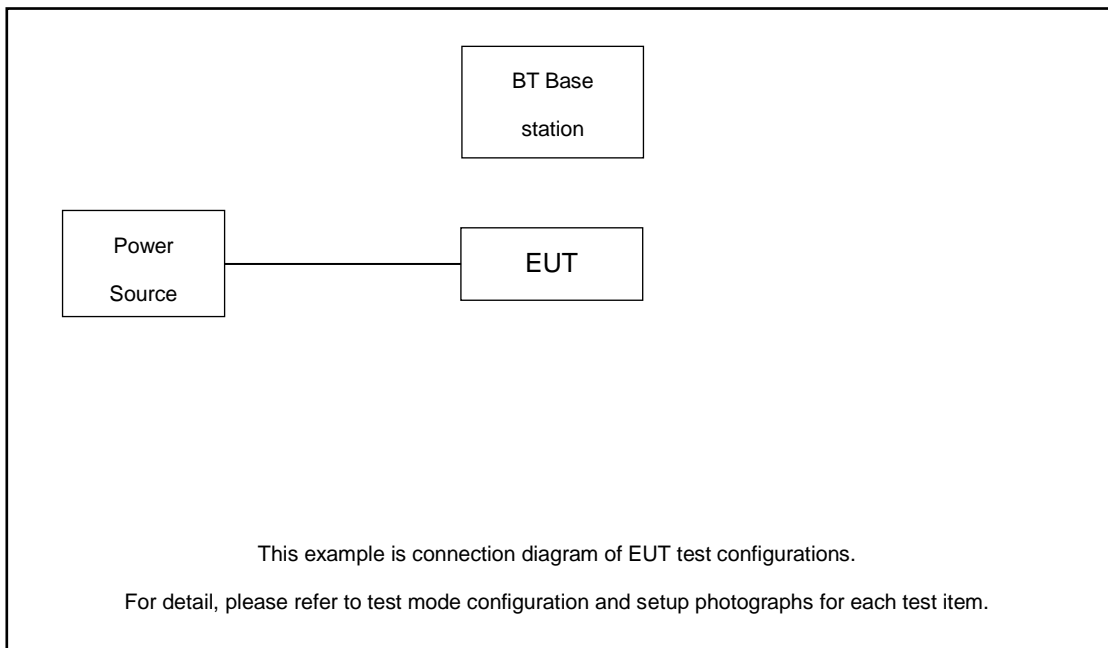 BT Base
station
Power
Source
EUT
This example is connection diagram of EUT test configurations.
For detail, please refer to test mode configuration and setup photographs for each test item.